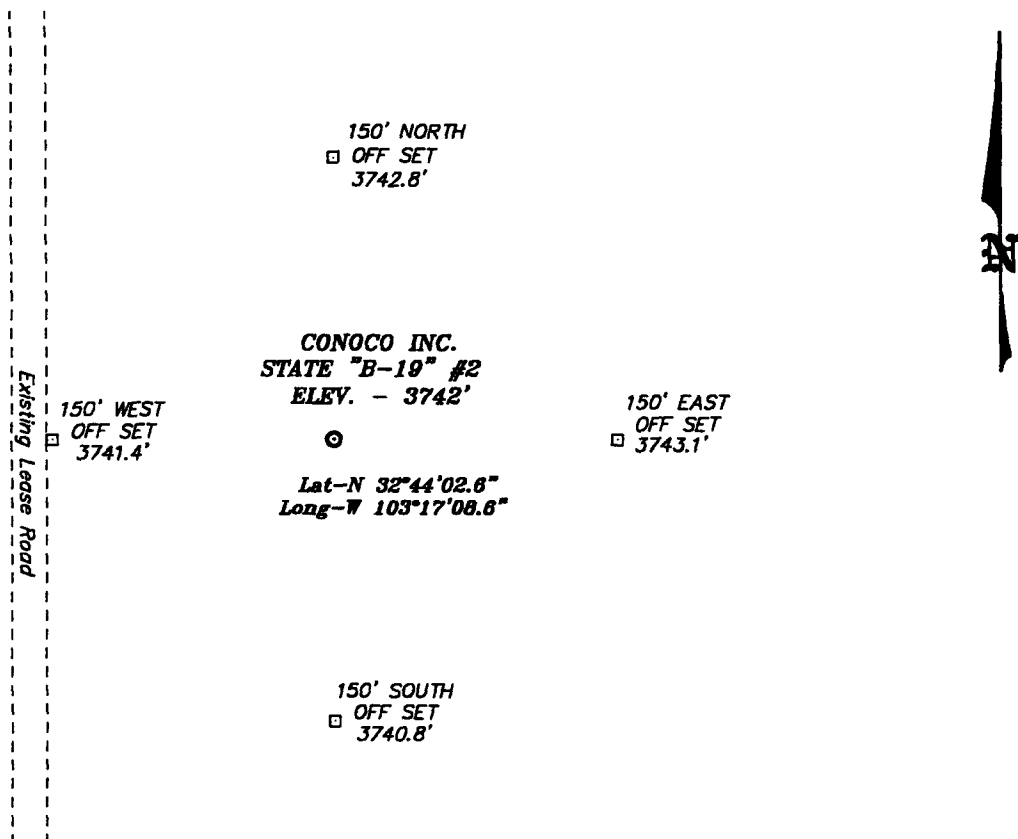 150' NORTH
OFF SET
3742.8'
N
CONOCO INC.
STATE "B-19" #2
ELEV. - 3742'
Existing Lease Road
150' WEST
OFF SET
3741.4'
150' EAST
OFF SET
3743.1'
Lat-N 32°44'02.6"
Long-W 103°17'08.6"
150' SOUTH
OFF SET
3740.8'